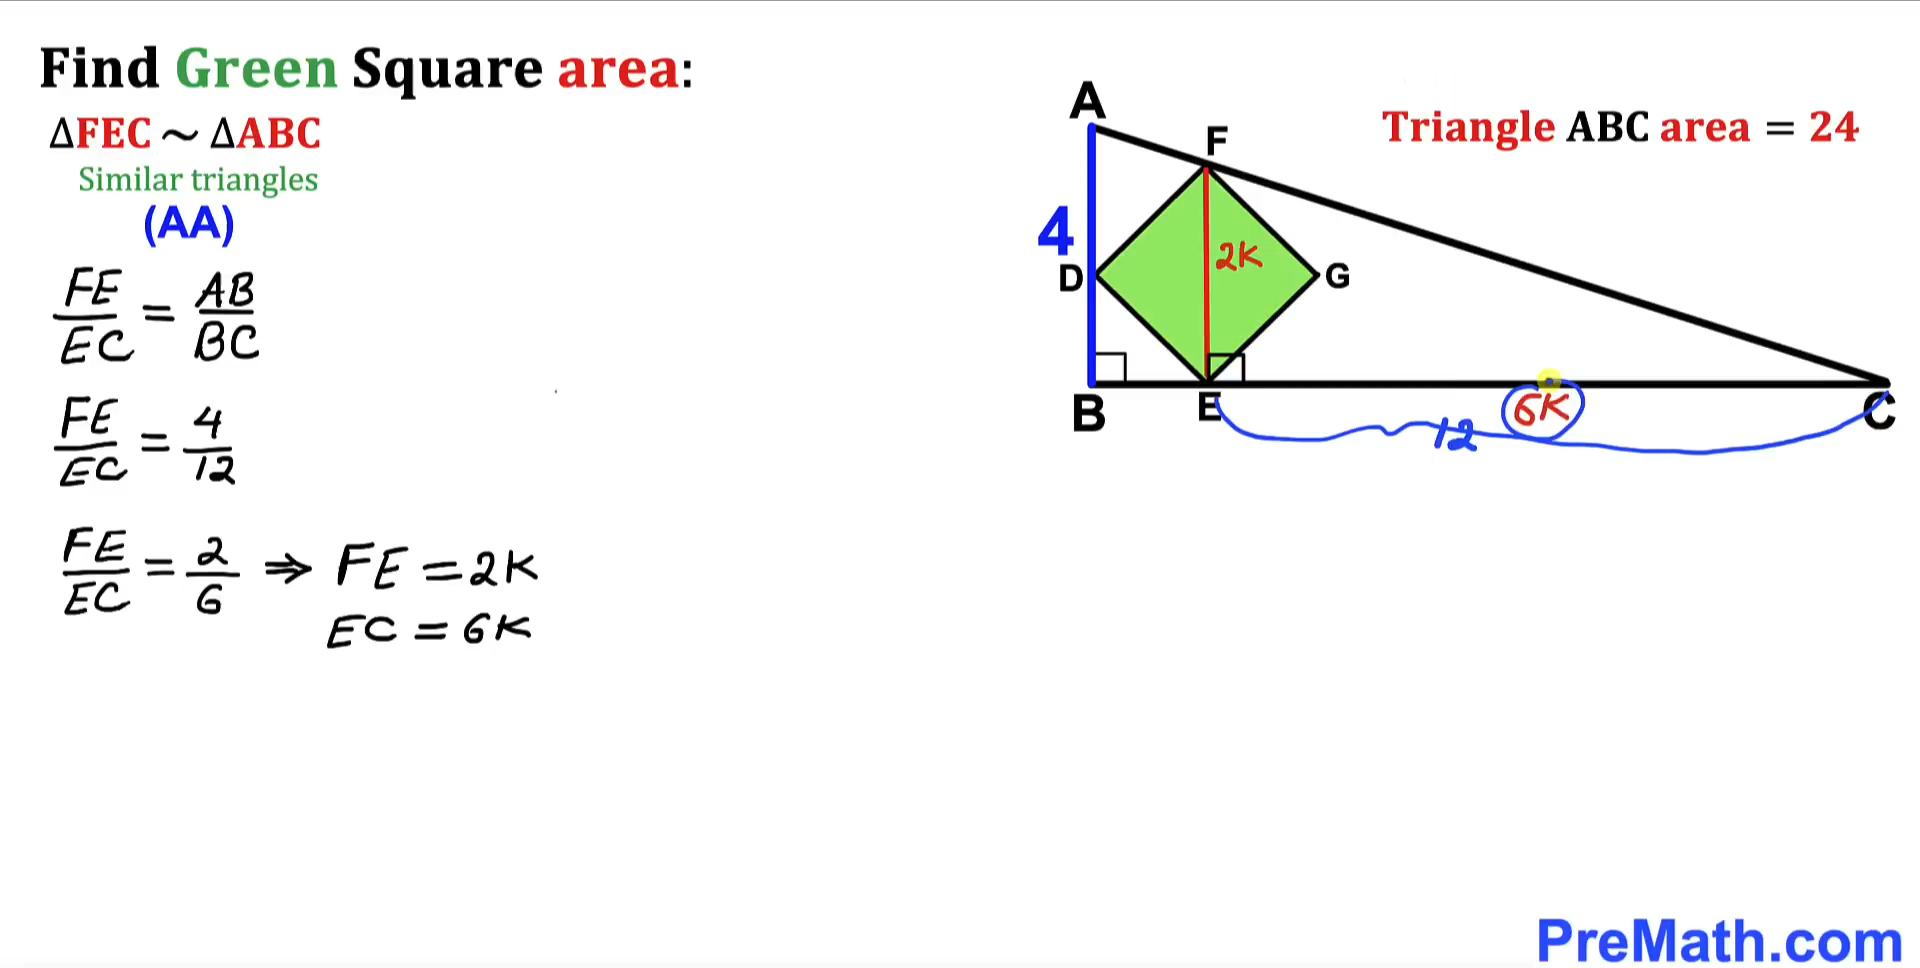 Find Green Square area:
ΔFEC ~ ΔABC
Similar triangles
(AA)
FE/EC = AB/BC
FE/EC = 4/12
FE/EC = 2/6 ⇒ FE = 2K
EC = 6K
Triangle ABC area = 24
A
F
4
2K
D
G
B
E
6K
C
12
PreMath.com